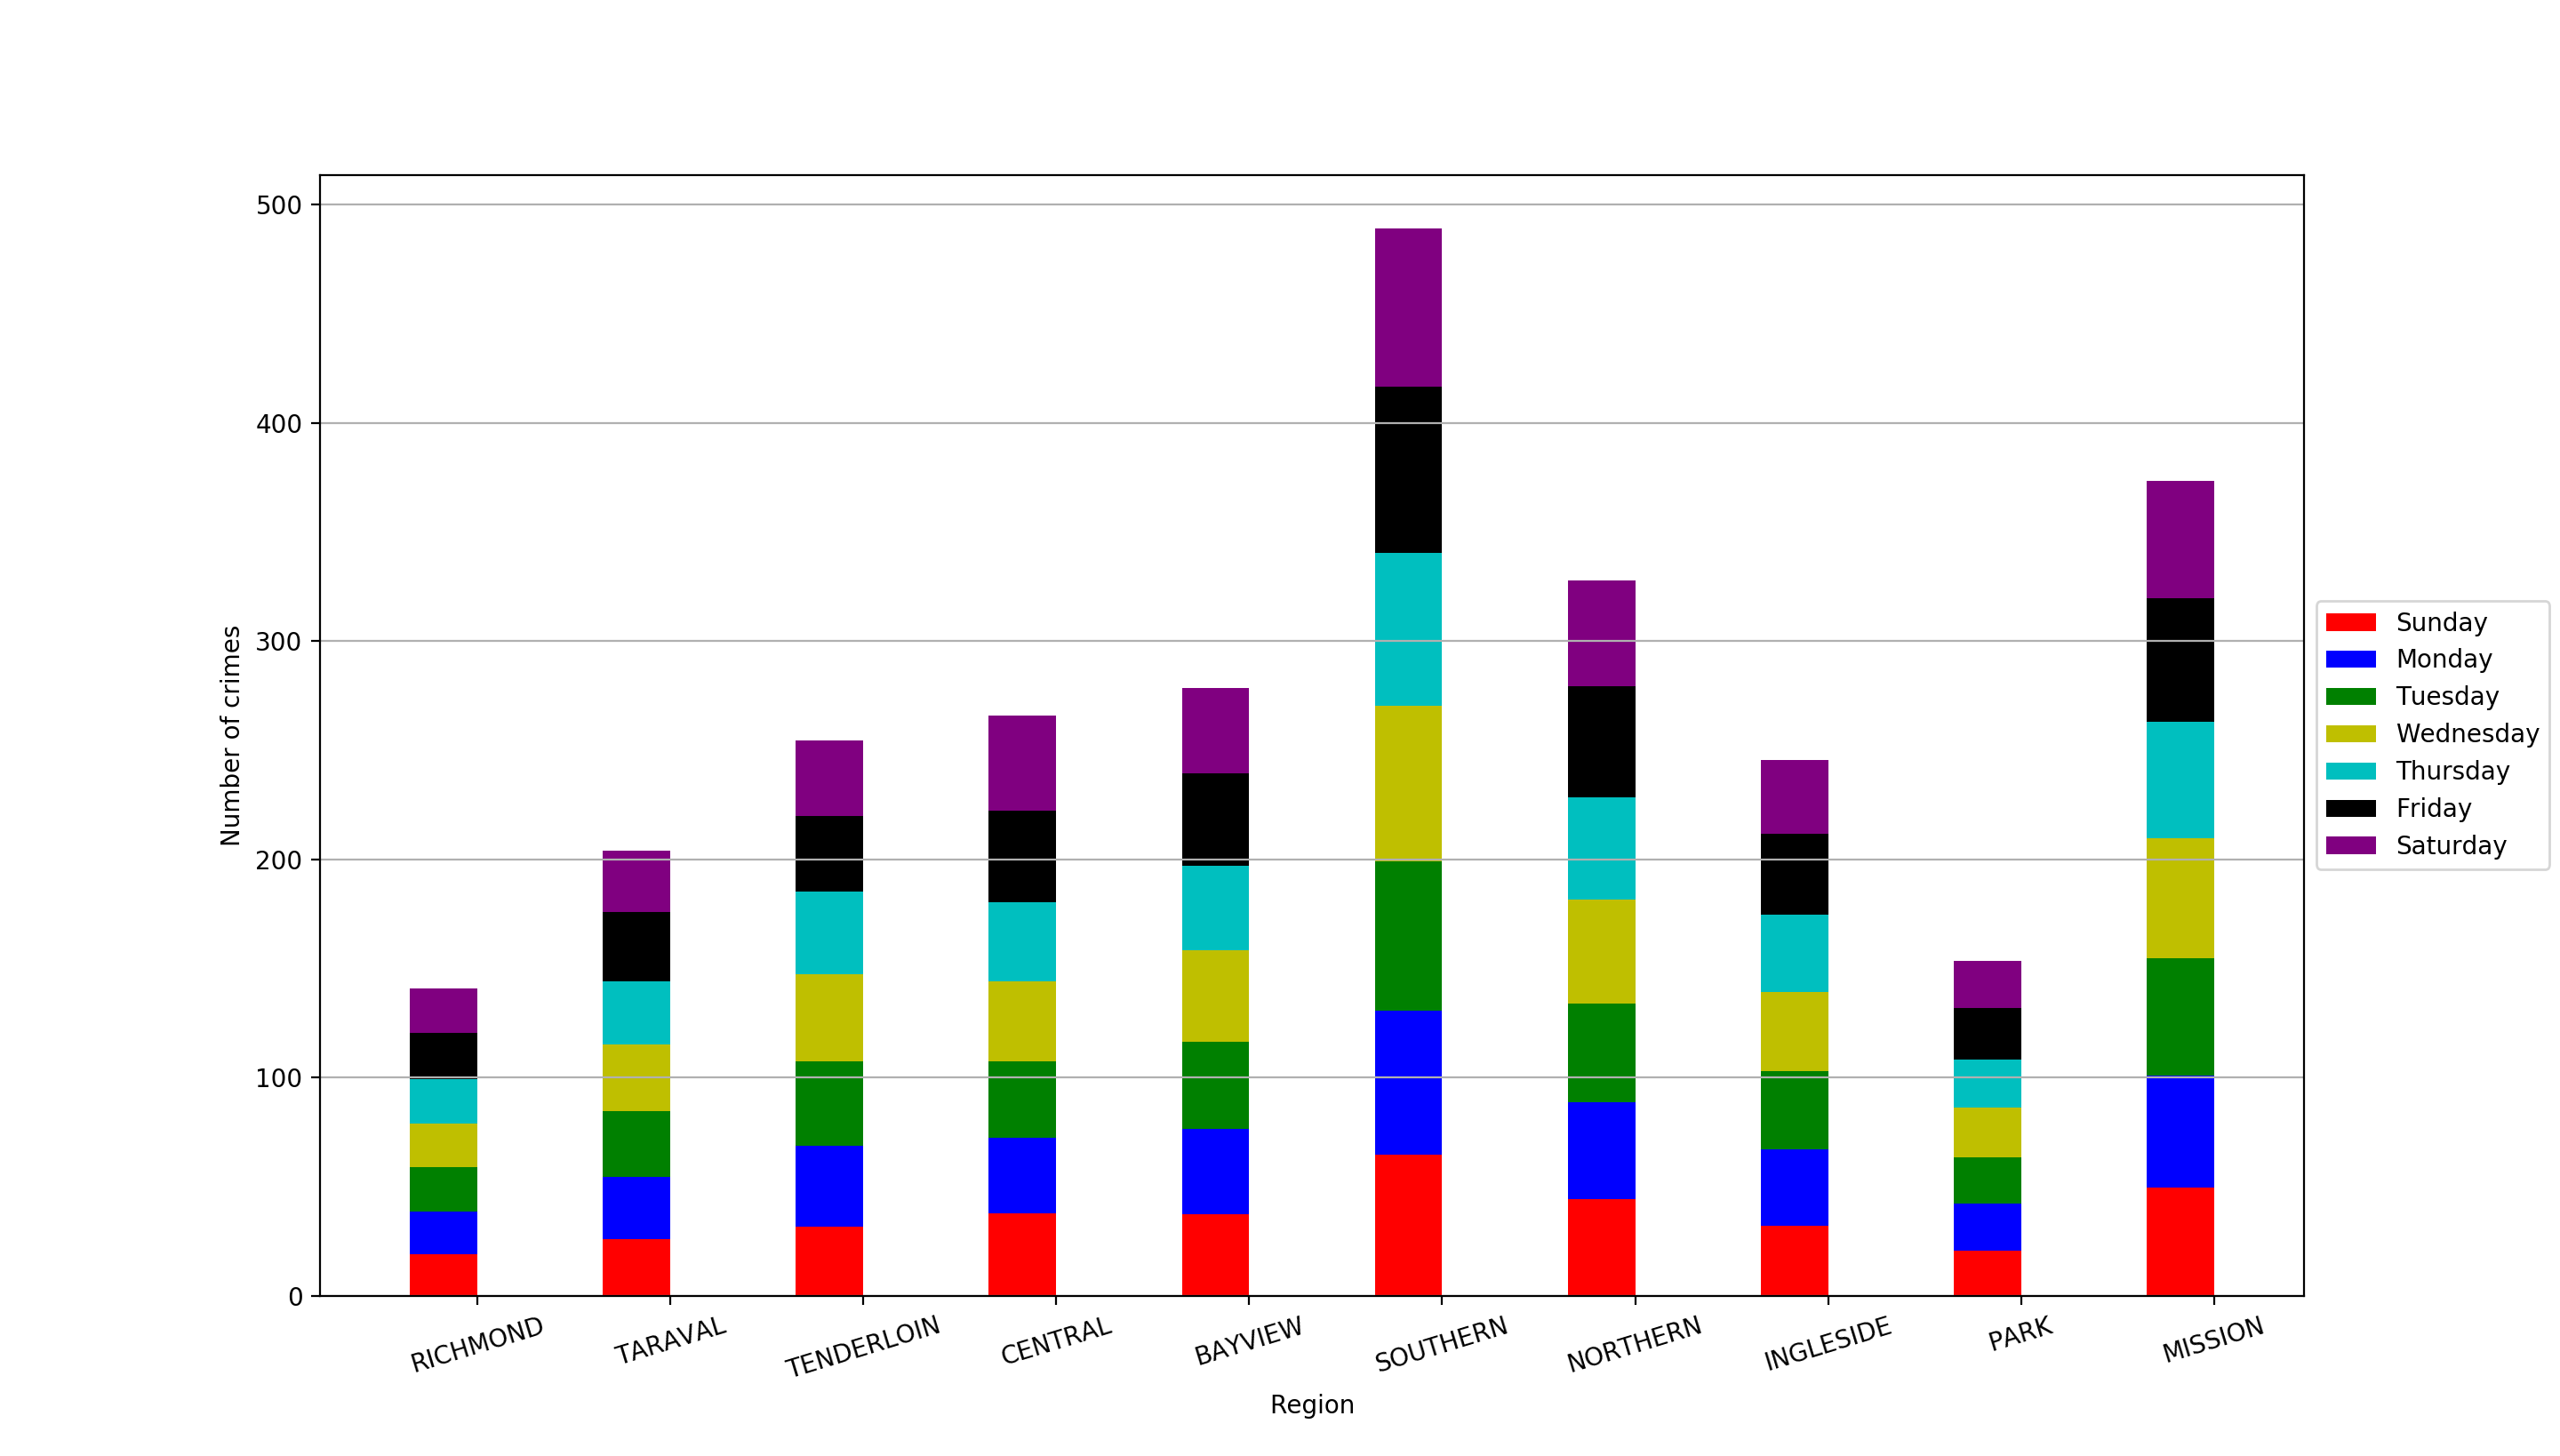 500
400
300
200
100
0
Number of crimes
RICHMOND
TARAVAL
TENDERLOIN
CENTRAL
BAYVIEW
SOUTHERN
NORTHERN
INGLESIDE
PARK
MISSION
Region
Sunday
Monday
Tuesday
Wednesday
Thursday
Friday
Saturday